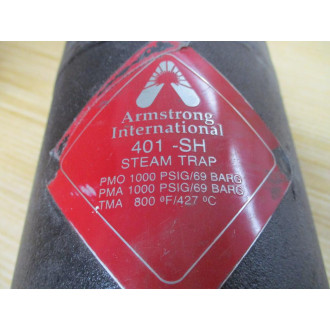 Armstrong
International
401 -SH
STEAM TRAP
PMO 1000 PSIG/69 BARG
PMA 1000 PSIG/69 BARG
TMA 800 ºF/427 ºC